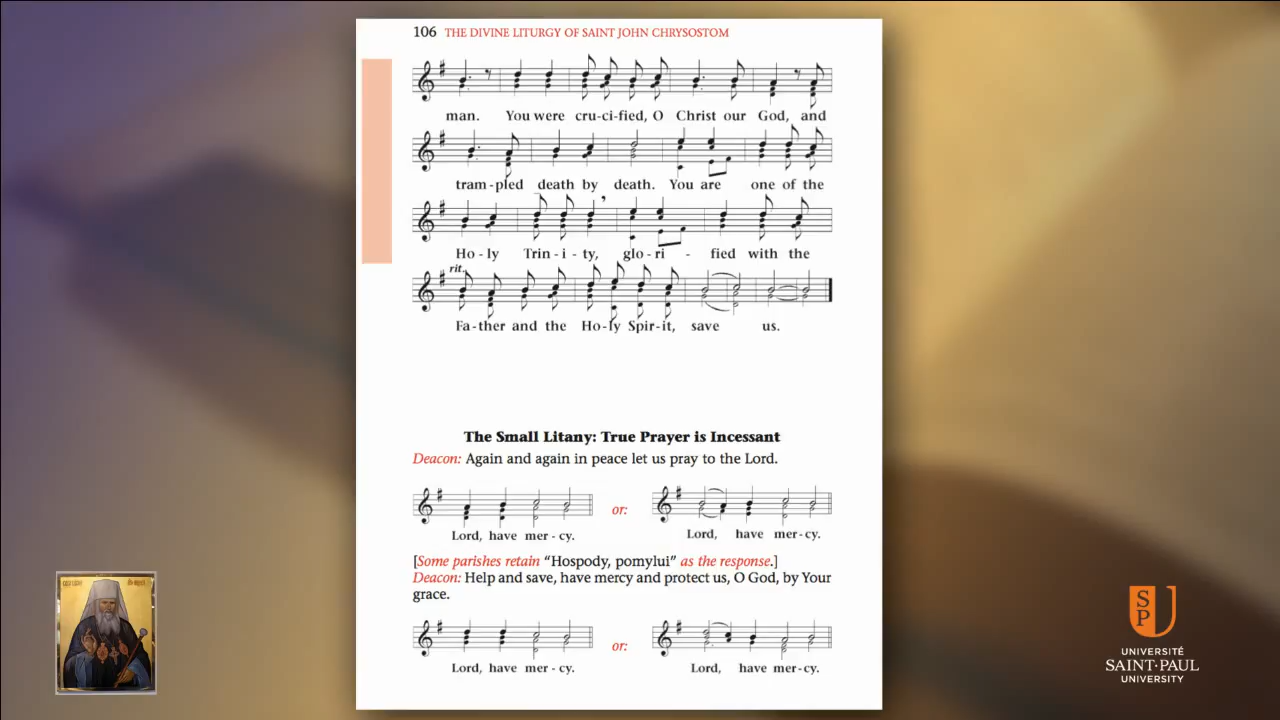 106 THE DIVINE LITURGY OF SAINT JOHN CHRYSOSTOM
man. You were cru-ci-fied, O Christ our God, and
tram-pled death by death. You are one of the
Ho-ly Trin-i-ty, glo-ri - fied with the
rit.
Fa-ther and the Ho-ly Spir-it, save us.
The Small Litany: True Prayer is Incessant
Deacon: Again and again in peace let us pray to the Lord.
or:
Lord, have mer-cy. Lord, have mer-cy.
[Some parishes retain “Hospody, pomylui” as the response.]
Deacon: Help and save, have mercy and protect us, O God, by Your
grace.
or:
Lord, have mer-cy. Lord, have mer-cy.
SP
UNIVERSITÉ
SAINT·PAUL
UNIVERSITY